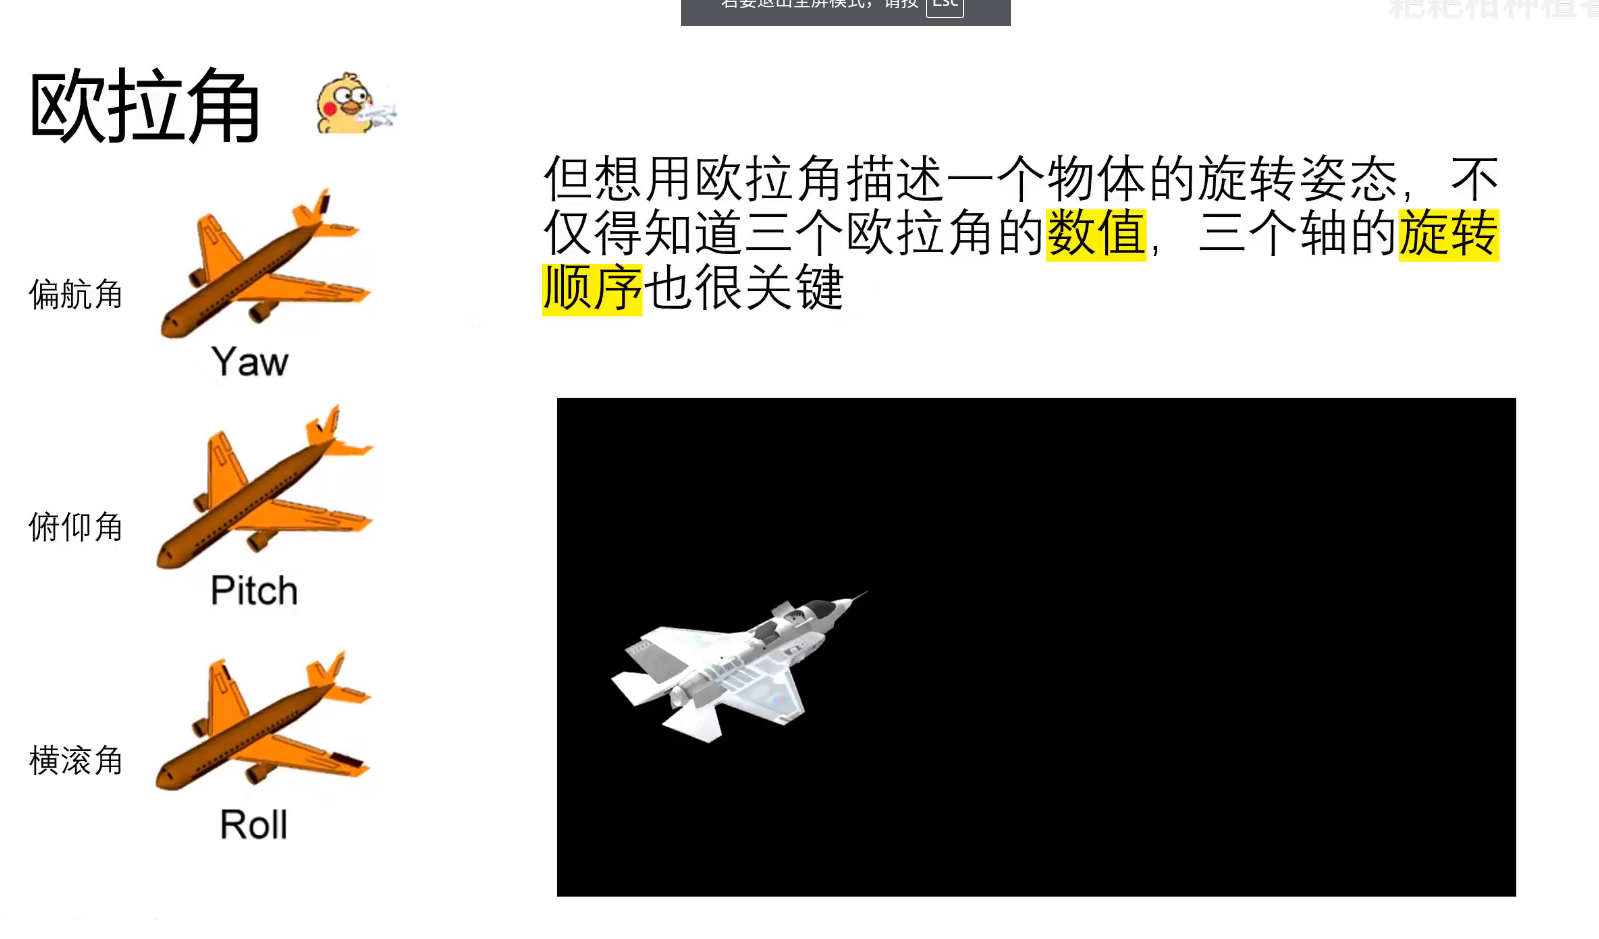 若要退出全屏模式，请按 Esc
欧拉角
但想用欧拉角描述一个物体的旋转姿态，不
仅得知道三个欧拉角的数值，三个轴的旋转
顺序也很关键
偏航角
Yaw
俯仰角
Pitch
横滚角
Roll